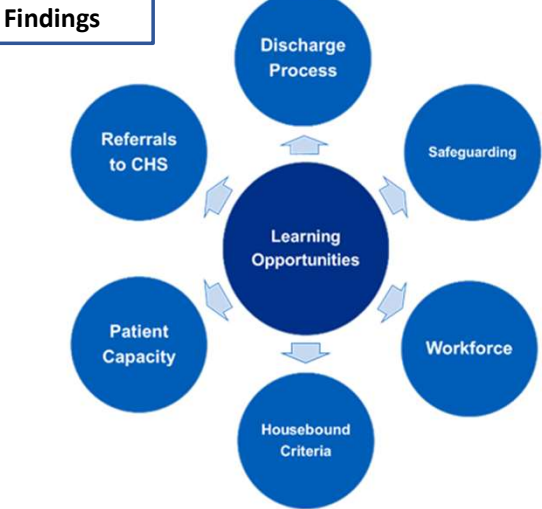 Findings
Discharge
Process
Referrals
to CHS
Safeguarding
Learning
Opportunities
Patient
Capacity
Workforce
Housebound
Criteria